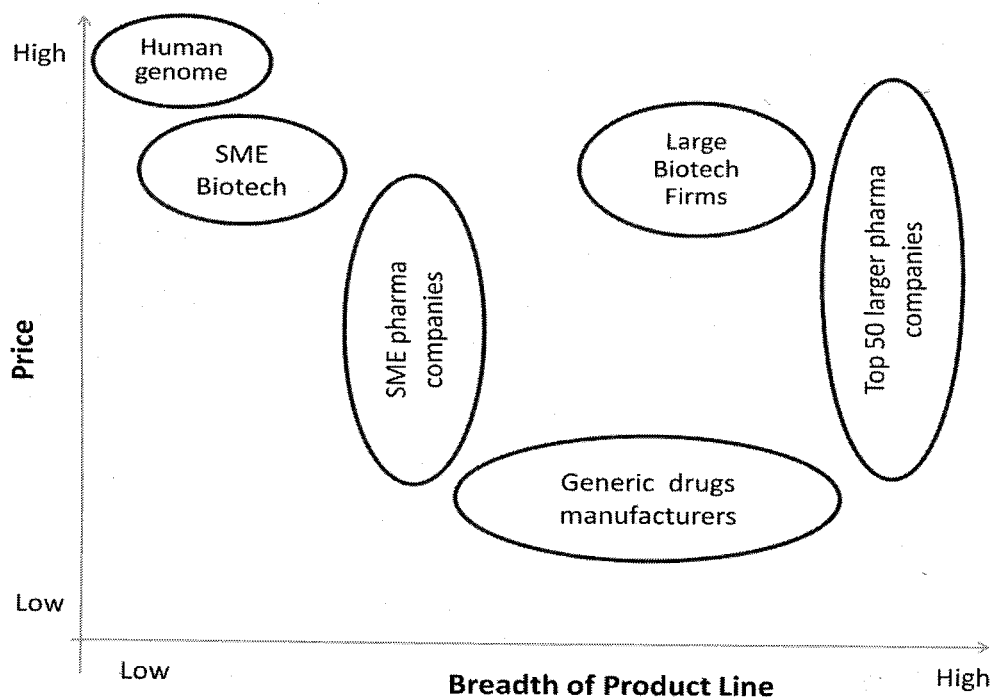 High
Human
genome
SME
Biotech
Large
Biotech
Firms
SME pharma
companies
Top 50 larger pharma
companies
Generic drugs
manufacturers
Price
Low
Low
Breadth of Product Line
High